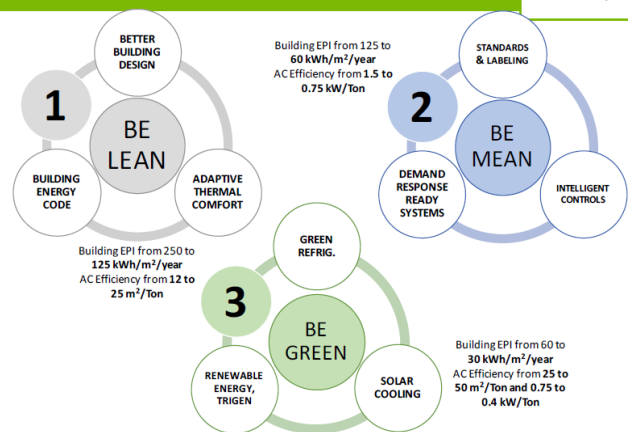 BETTER
BUILDING
DESIGN
1
BE
LEAN
BUILDING
ENERGY
CODE
ADAPTIVE
THERMAL
COMFORT
Building EPI from 250 to
125 kWh/m²/year
AC Efficiency from 12 to
25 m²/Ton
Building EPI from 125 to
60 kWh/m²/year
AC Efficiency from 1.5 to
0.75 kW/Ton
STANDARDS
& LABELING
2
BE
MEAN
DEMAND
RESPONSE
READY
SYSTEMS
INTELLIGENT
CONTROLS
GREEN
REFRIG.
3
BE
GREEN
RENEWABLE
ENERGY,
TRIGEN
SOLAR
COOLING
Building EPI from 60 to
30 kWh/m²/year
AC Efficiency from 25 to
50 m²/Ton and 0.75 to
0.4 kW/Ton